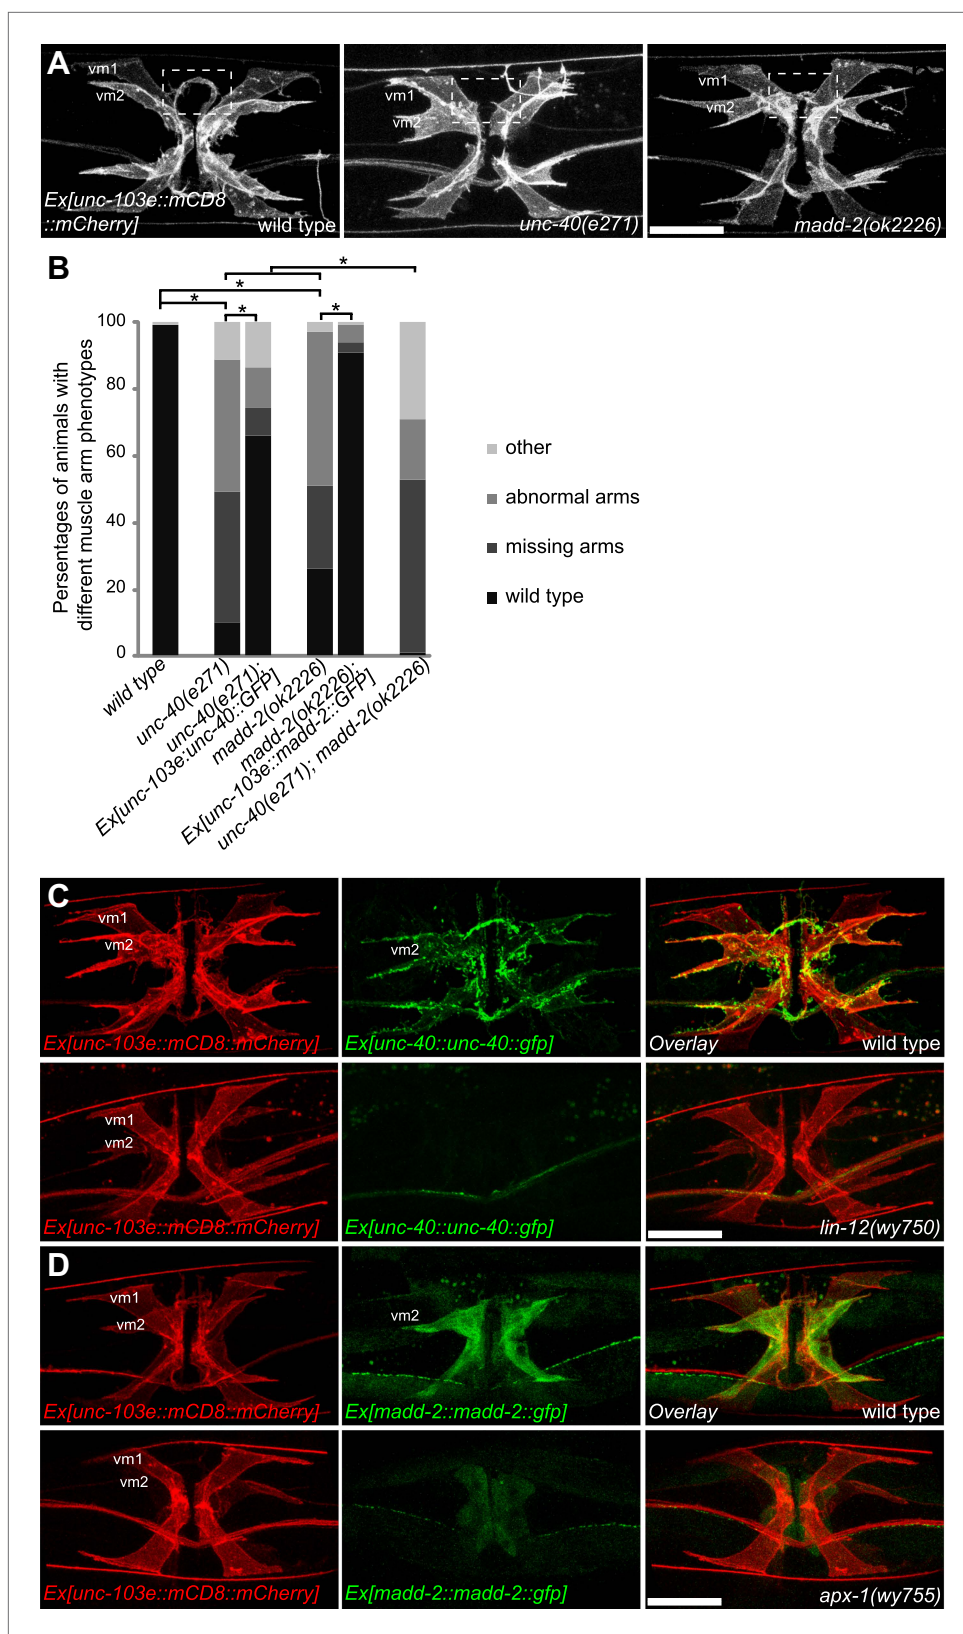 A
vm1
vm2
Ex[unc-103e::mCD8
::mCherry]
wild type
vm1
vm2
unc-40(e271)
vm1
vm2
madd-2(ok2226)
B
*
*
*
*
*
Persentages of animals with
different muscle arm phenotypes
100
80
60
40
20
0
wild type
unc-40(e271)
unc-40(e271);
Ex[unc-103e:unc-40::GFP]
madd-2(ok2226)
madd-2(ok2226);
Ex[unc-103e::madd-2::GFP]
unc-40(e271); madd-2(ok2226)
other
abnormal arms
missing arms
wild type
C
vm1
vm2
Ex[unc-103e::mCD8::mCherry]
vm2
Ex[unc-40::unc-40::gfp]
Overlay
wild type
vm1
vm2
Ex[unc-103e::mCD8::mCherry]
Ex[unc-40::unc-40::gfp]
lin-12(wy750)
D
vm1
vm2
Ex[unc-103e::mCD8::mCherry]
vm2
Ex[madd-2::madd-2::gfp]
Overlay
wild type
vm1
vm2
Ex[unc-103e::mCD8::mCherry]
Ex[madd-2::madd-2::gfp]
apx-1(wy755)